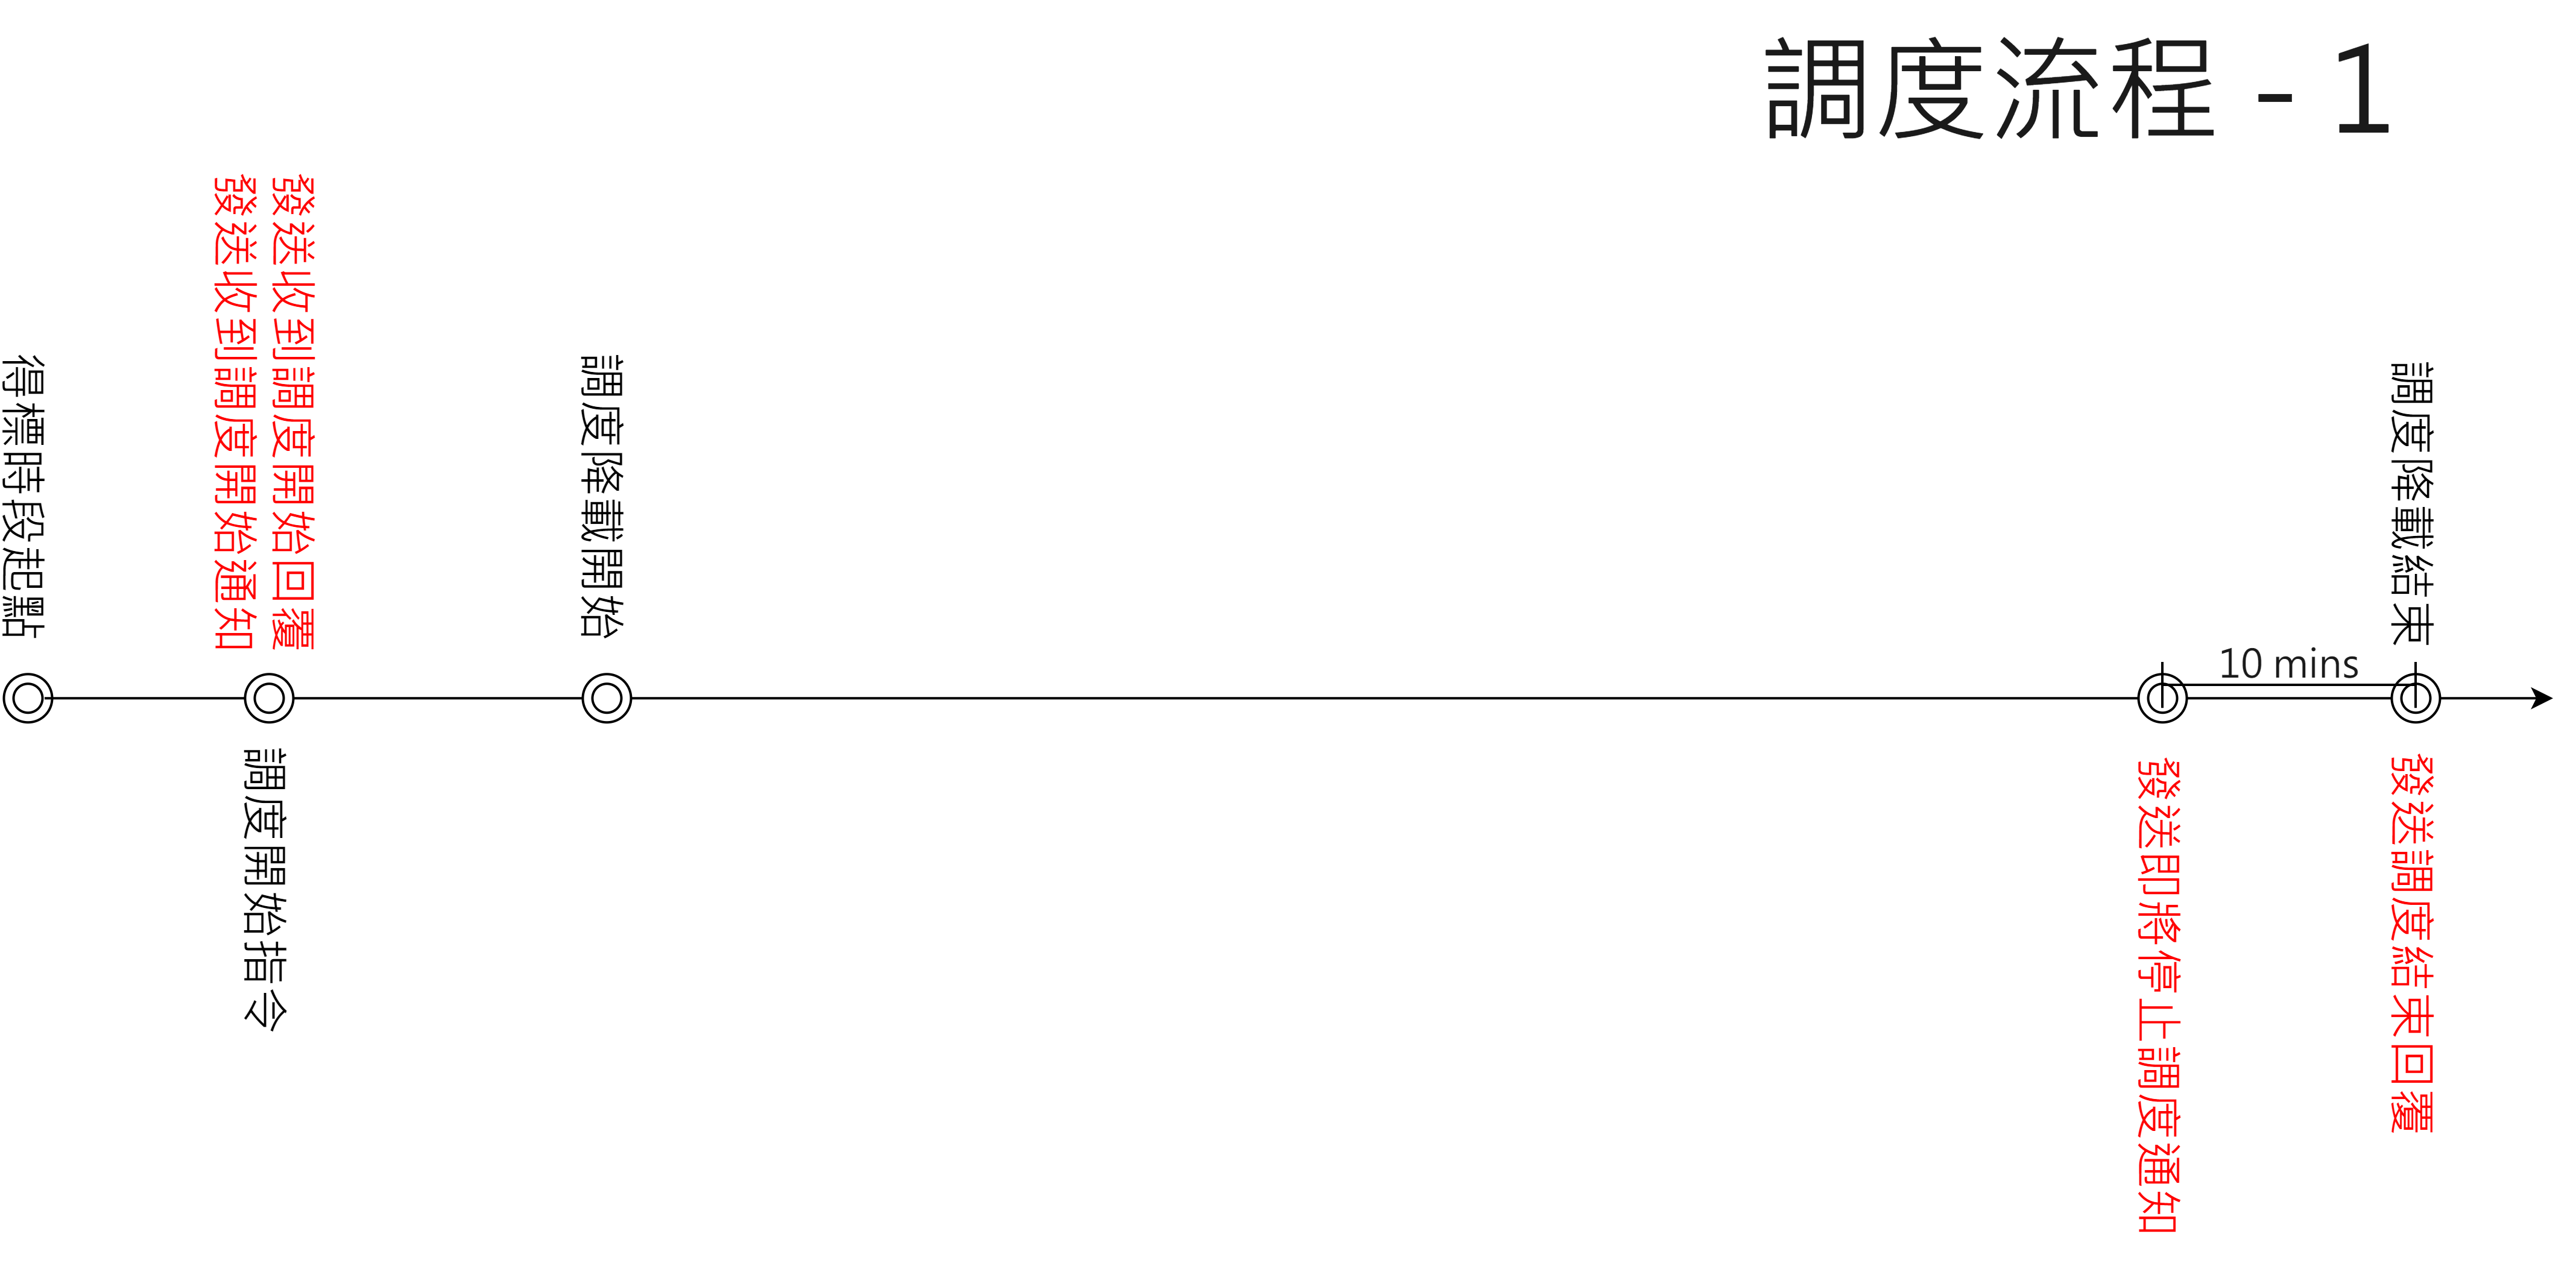 調度流程 - 1
得標時段起點
發送收到調度開始回覆
發送收到調度開始通知
調度開始指令
調度降載開始
10 mins
發送即將停止調度通知
調度降載結束
發送調度結束回覆